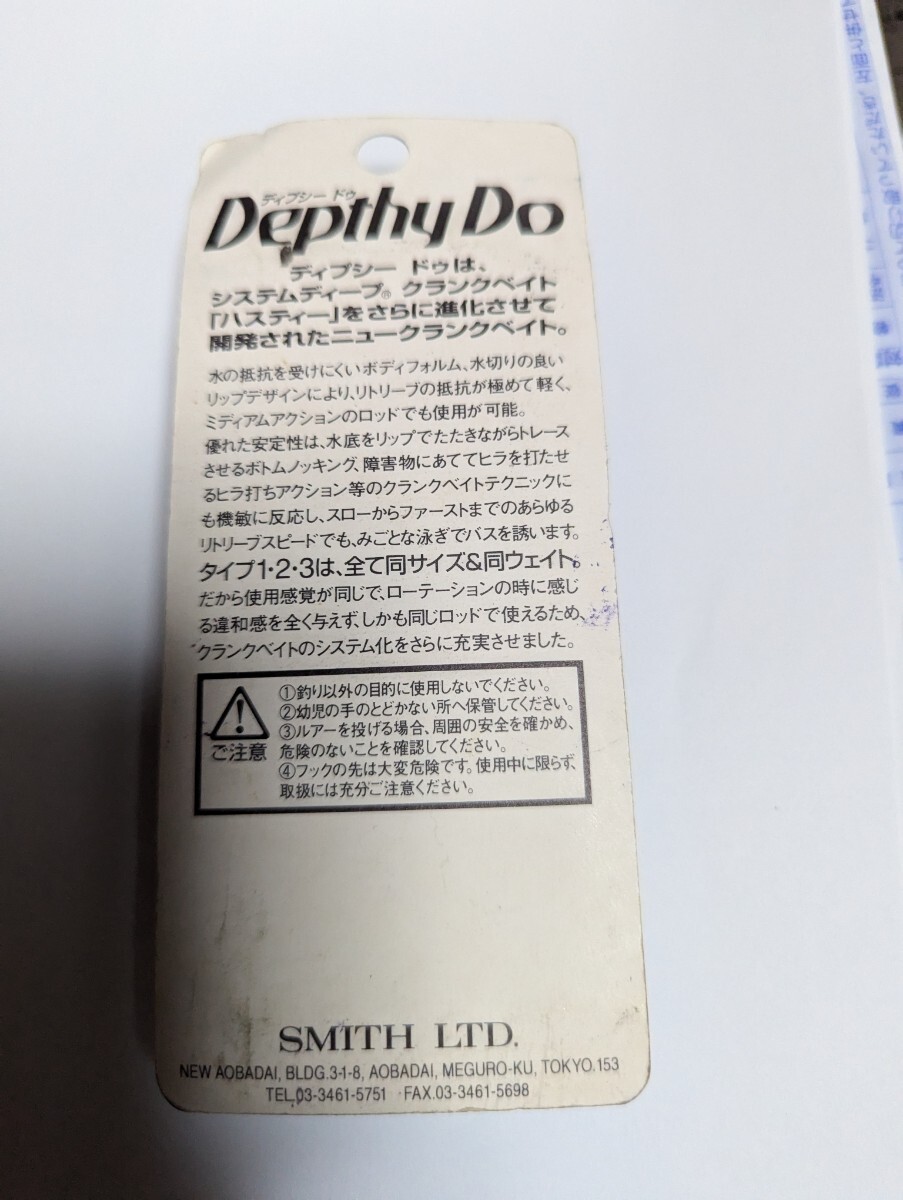 ディプシー ドゥ
Depthy Do
ディプシー ドゥは、
システムディープ® クランクベイト
「ハスティー」をさらに進化させて
開発されたニュークランクベイト。
水の抵抗を受けにくいボディフォルム、水切りの良い
リップデザインにより、リトリーブの抵抗が極めて軽く、
ミディアムアクションのロッドでも使用が可能。
優れた安定性は、水底をリップでたたきながらトレース
させるボトムノッキング、障害物にあててヒラを打たせ
るヒラ打ちアクション等のクランクベイトテクニックに
も機敏に反応し、スローからファーストまでのあらゆる
リトリーブスピードでも、みごとな泳ぎでバスを誘います。
タイプ1・2・3は、全て同サイズ&同ウェイト。
だから使用感覚が同じで、ローテーションの時に感じ
る違和感を全く与えず、しかも同じロッドで使えるため、
クランクベイトのシステム化をさらに充実させました。
ご注意
①釣り以外の目的に使用しないでください。
②幼児の手のとどかない所へ保管してください。
③ルアーを投げる場合、周囲の安全を確かめ、
危険のないことを確認してください。
④フックの先は大変危険です。使用中に限らず、
取扱には充分ご注意ください。
SMITH LTD.
NEW AOBADAI, BLDG.3-1-8, AOBADAI, MEGURO-KU, TOKYO.153
TEL.03-3461-5751 FAX.03-3461-5698